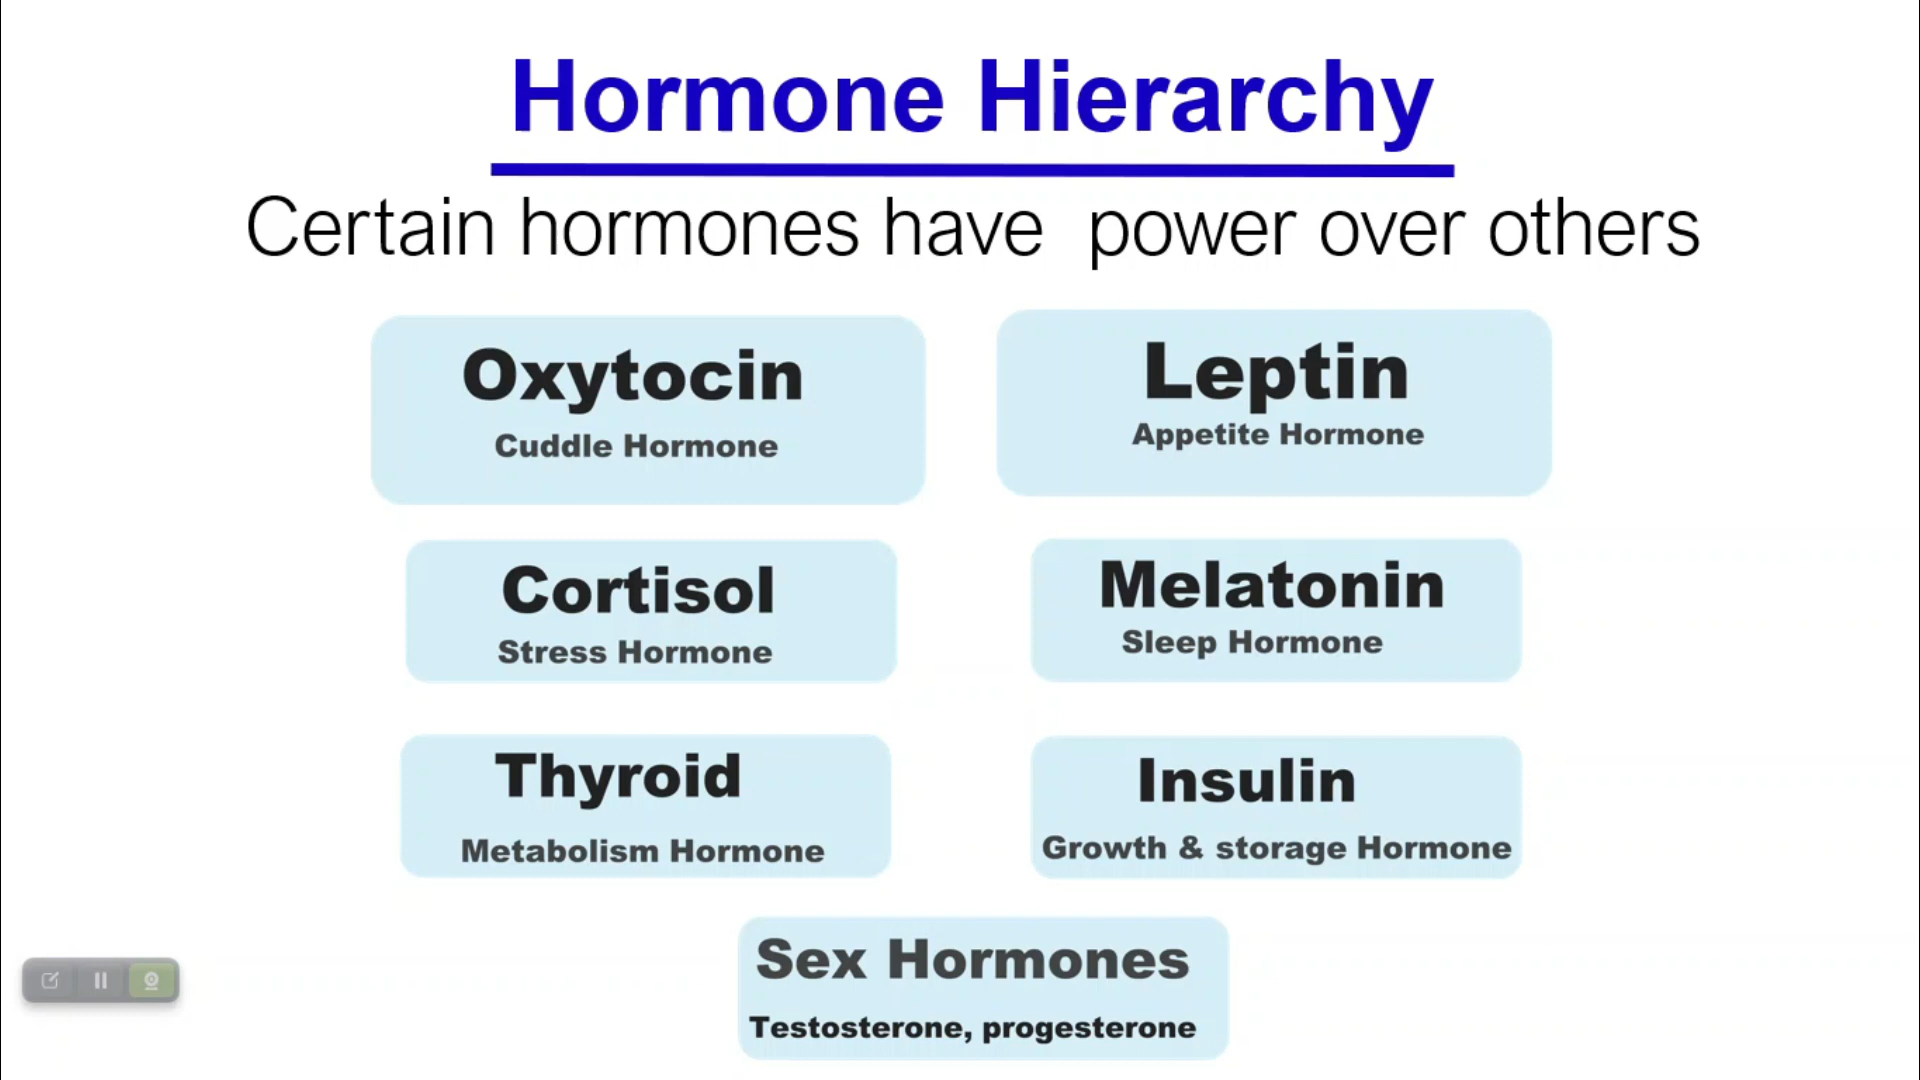 Hormone Hierarchy
Certain hormones have power over others
Oxytocin
Cuddle Hormone
Leptin
Appetite Hormone
Cortisol
Stress Hormone
Melatonin
Sleep Hormone
Thyroid
Metabolism Hormone
Insulin
Growth & storage Hormone
Sex Hormones
Testosterone, progesterone